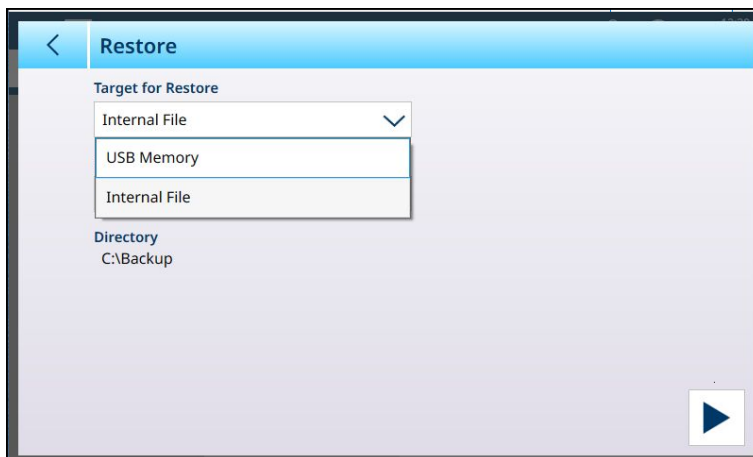 Restore
Target for Restore
Internal File
USB Memory
Internal File
Directory
C:\Backup